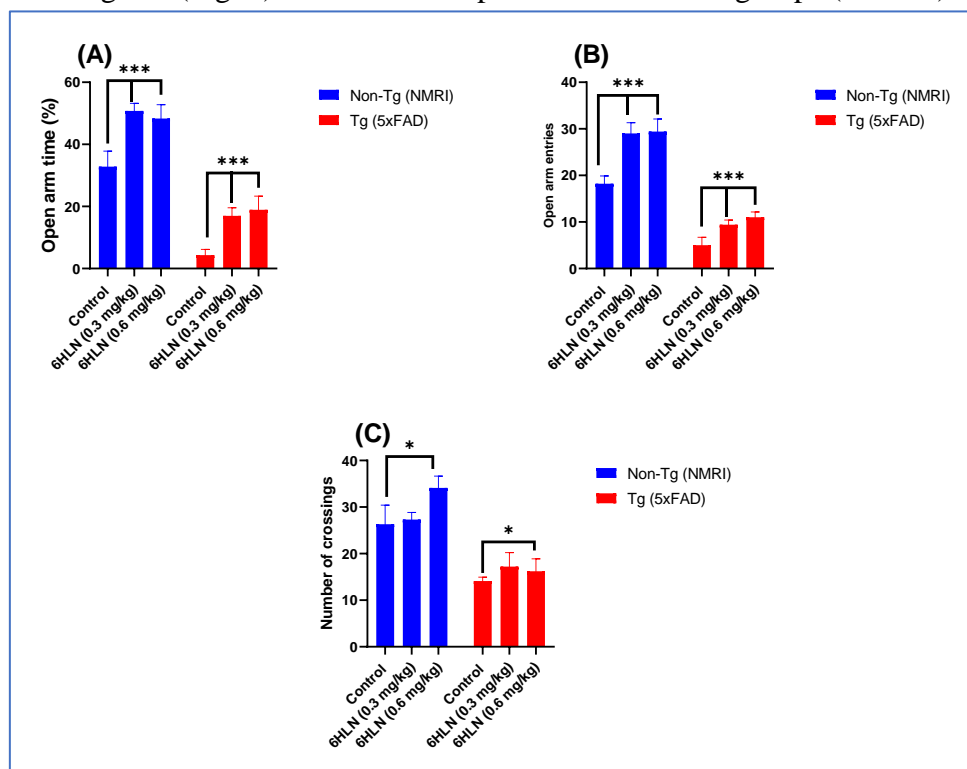 (A)
***
***
Open arm time (%)
60
40
20
0
Control
6HLN (0.3 mg/kg)
6HLN (0.6 mg/kg)
Control
6HLN (0.3 mg/kg)
6HLN (0.6 mg/kg)
Non-Tg (NMRI)
Tg (5xFAD)
(B)
***
***
Open arm entries
40
30
20
10
0
Control
6HLN (0.3 mg/kg)
6HLN (0.6 mg/kg)
Control
6HLN (0.3 mg/kg)
6HLN (0.6 mg/kg)
Non-Tg (NMRI)
Tg (5xFAD)
(C)
*
*
Number of crossings
40
30
20
10
0
Control
6HLN (0.3 mg/kg)
6HLN (0.6 mg/kg)
Control
6HLN (0.3 mg/kg)
6HLN (0.6 mg/kg)
Non-Tg (NMRI)
Tg (5xFAD)